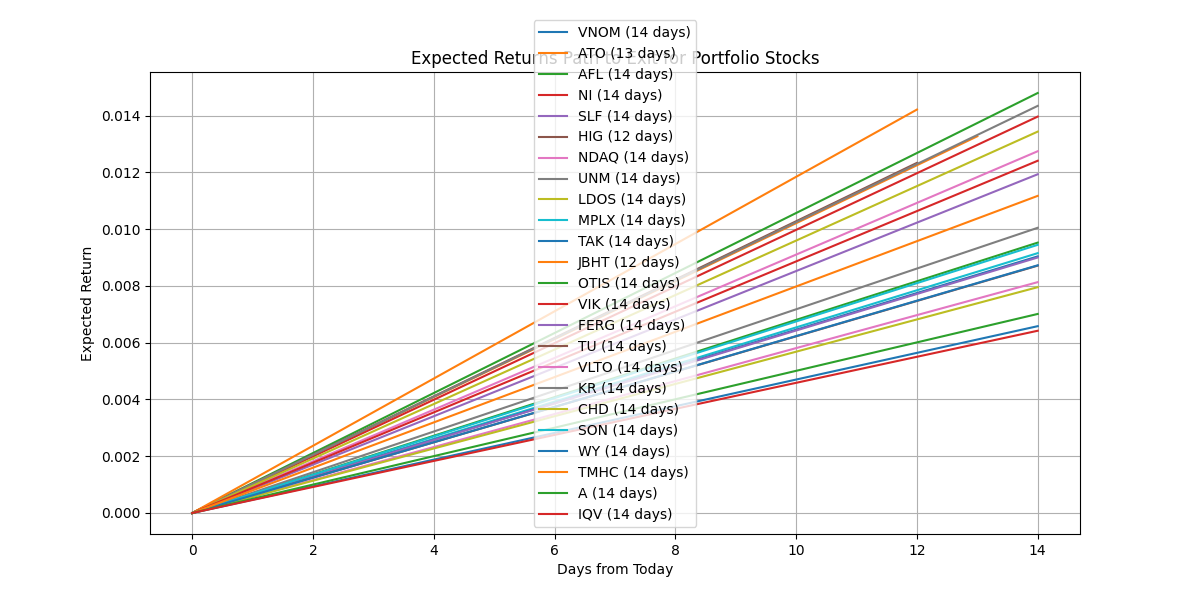 Expected Returns Path to Exit for Portfolio Stocks
VNOM (14 days)
ATO (13 days)
AFL (14 days)
NI (14 days)
SLF (14 days)
HIG (12 days)
NDAQ (14 days)
UNM (14 days)
LDOS (14 days)
MPLX (14 days)
TAK (14 days)
JBHT (12 days)
OTIS (14 days)
VIK (14 days)
FERG (14 days)
TU (14 days)
VLTO (14 days)
KR (14 days)
CHD (14 days)
SON (14 days)
WY (14 days)
TMHC (14 days)
A (14 days)
IQV (14 days)
Expected Return
0.014
0.012
0.010
0.008
0.006
0.004
0.002
0.000
0 2 4 6 8 10 12 14
Days from Today